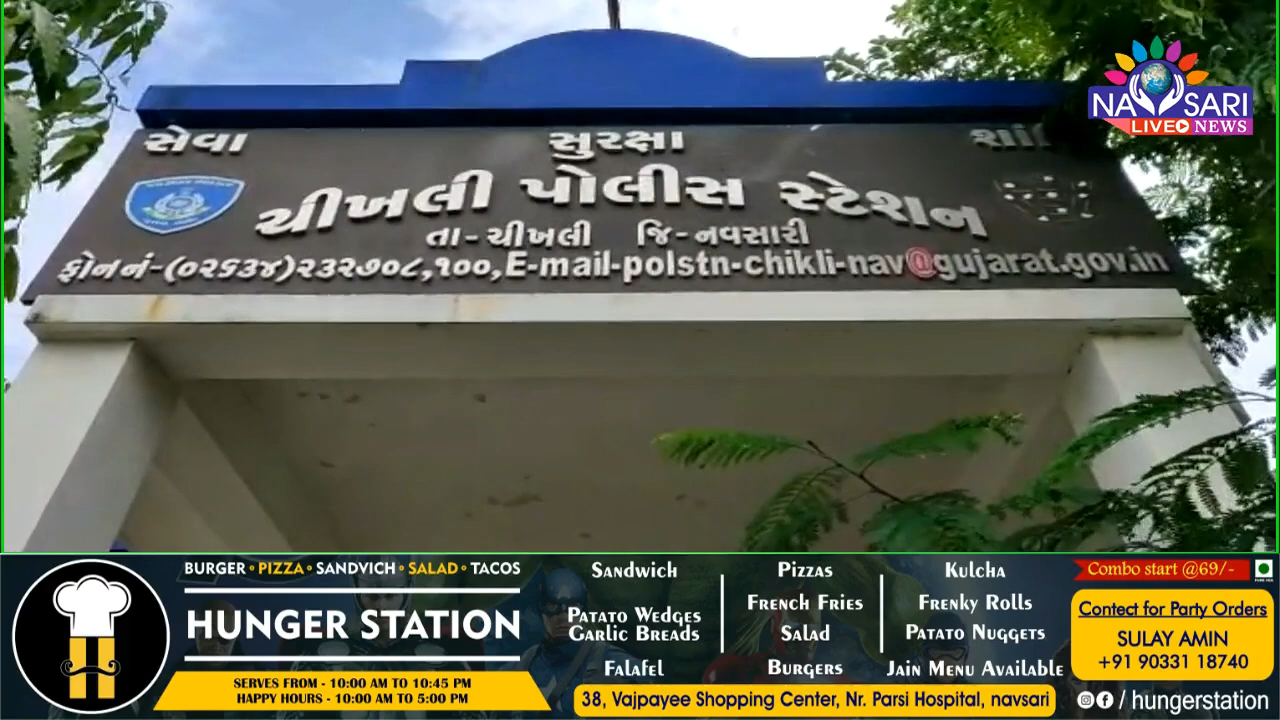 સેવા સુરક્ષા
ચીખલી પોલીસ સ્ટેશન
તા-ચીખલી જિ-નવસારી
ફોનનં-(૦૨૬૩૪)૨૩૨૭૦૮,૧૦૦,E-mail-polstn-chikli-nav@gujarat.gov.in
NAVSARI
LIVE NEWS
BURGER • PIZZA • SANDVICH • SALAD • TACOS
HUNGER STATION
SERVES FROM - 10:00 AM TO 10:45 PM
HAPPY HOURS - 10:00 AM TO 5:00 PM
SANDWICH
PATATO WEDGES
GARLIC BREADS
FALAFEL
PIZZAS
FRENCH FRIES
SALAD
BURGERS
KULCHA
FRENKY ROLLS
PATATO NUGGETS
JAIN MENU AVAILABLE
38, Vajpayee Shopping Center, Nr. Parsi Hospital, navsari
Combo start @69/-
Contect for Party Orders
SULAY AMIN
+91 90331 18740
/ hungerstation